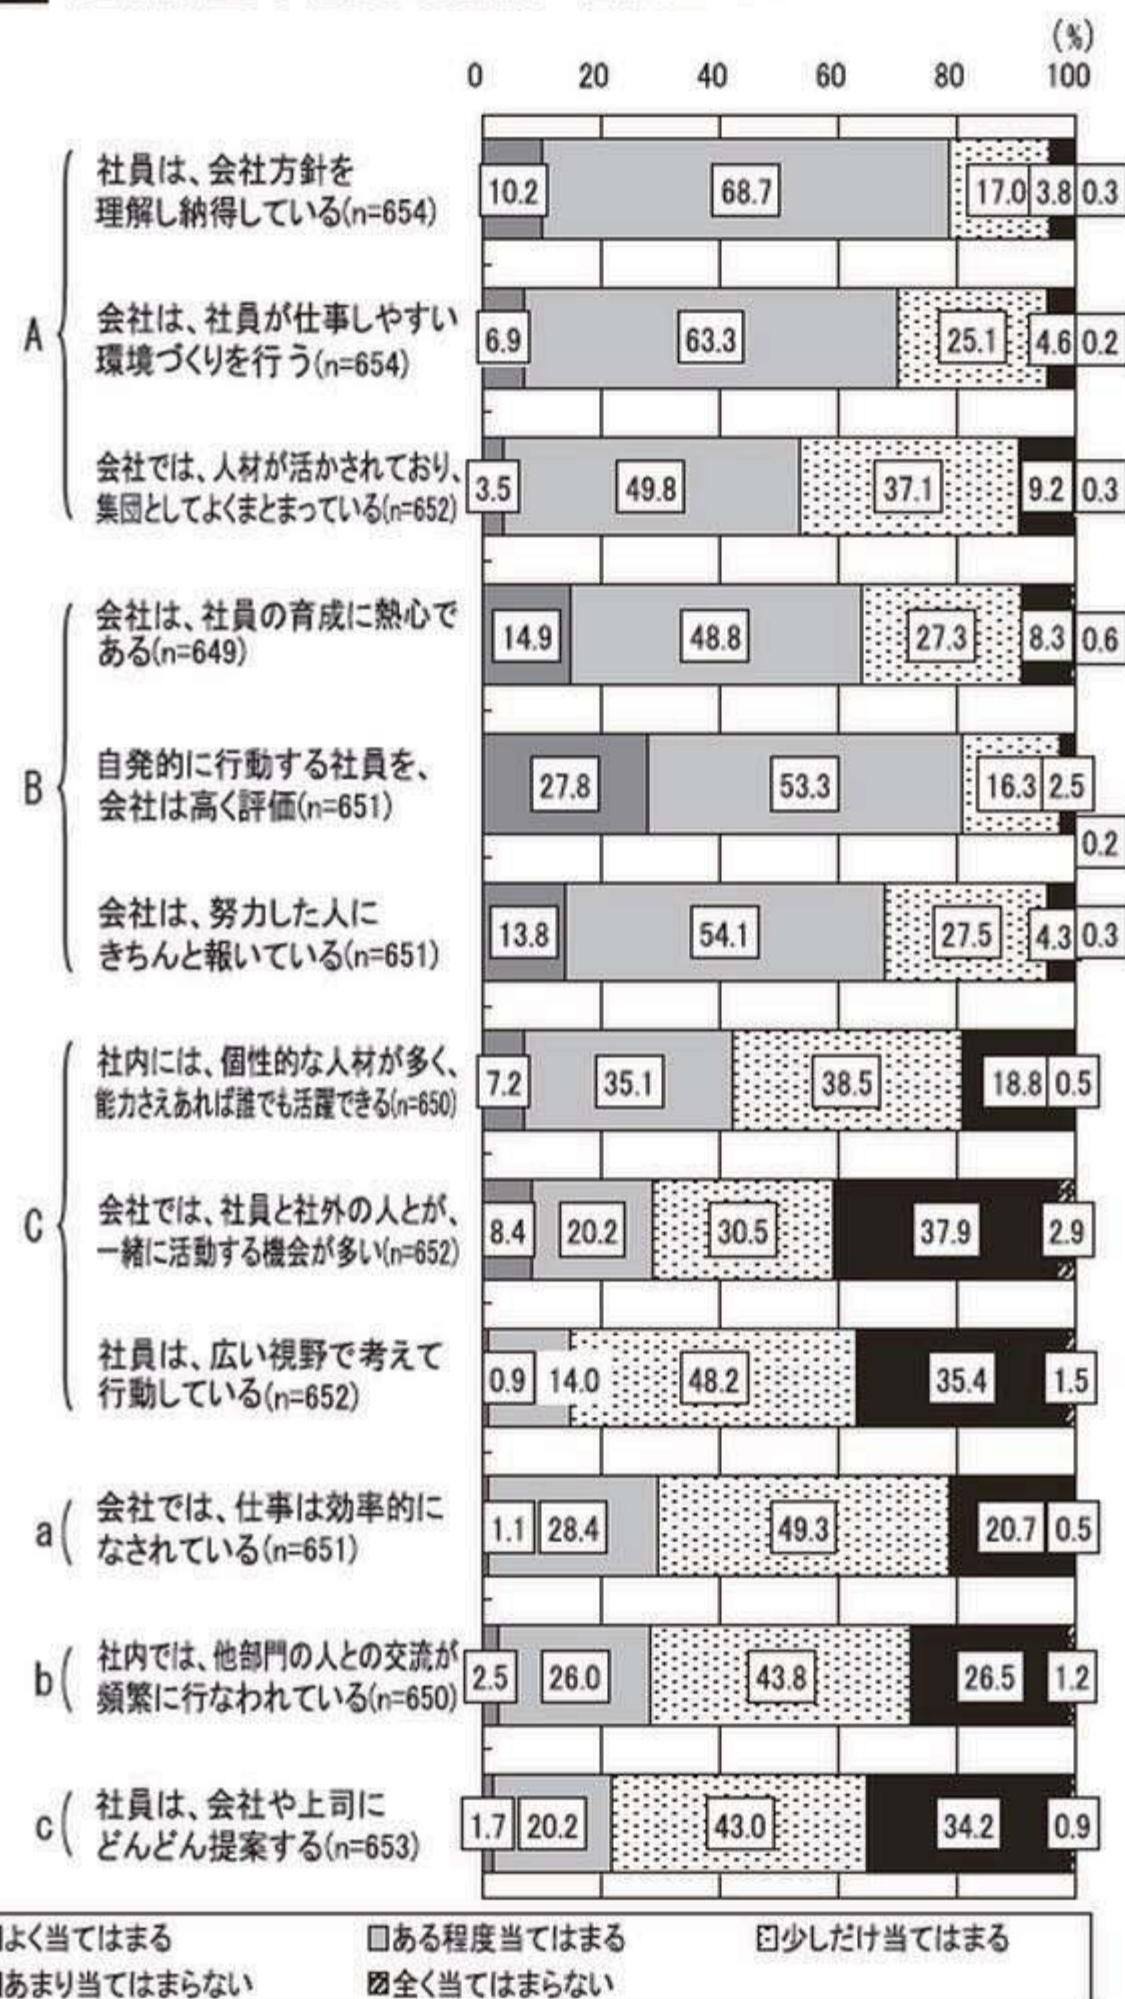 (%)
0 20 40 60 80 100
A
社員は、会社方針を
理解し納得している(n=654)
10.2 68.7 17.0 3.8 0.3
会社は、社員が仕事しやすい
環境づくりを行う(n=654)
6.9 63.3 25.1 4.6 0.2
会社では、人材が活かされており、
集団としてよくまとまっている(n=652)
3.5 49.8 37.1 9.2 0.3
B
会社は、社員の育成に熱心で
ある(n=649)
14.9 48.8 27.3 8.3 0.6
自発的に行動する社員を、
会社は高く評価(n=651)
27.8 53.3 16.3 2.5
0.2
会社は、努力した人に
きちんと報いている(n=651)
13.8 54.1 27.5 4.3 0.3
C
社内には、個性的な人材が多く、
能力さえあれば誰でも活躍できる(n=650)
7.2 35.1 38.5 18.8 0.5
会社では、社員と社外の人とが、
一緒に活動する機会が多い(n=652)
8.4 20.2 30.5 37.9 2.9
社員は、広い視野で考えて
行動している(n=652)
0.9 14.0 48.2 35.4 1.5
a
会社では、仕事は効率的に
なされている(n=651)
1.1 28.4 49.3 20.7 0.5
b
社内では、他部門の人との交流が
頻繁に行なわれている(n=650)
2.5 26.0 43.8 26.5 1.2
c
社員は、会社や上司に
どんどん提案する(n=653)
1.7 20.2 43.0 34.2 0.9
よく当てはまる ある程度当てはまる 少しだけ当てはまる
あまり当てはまらない 全く当てはまらない